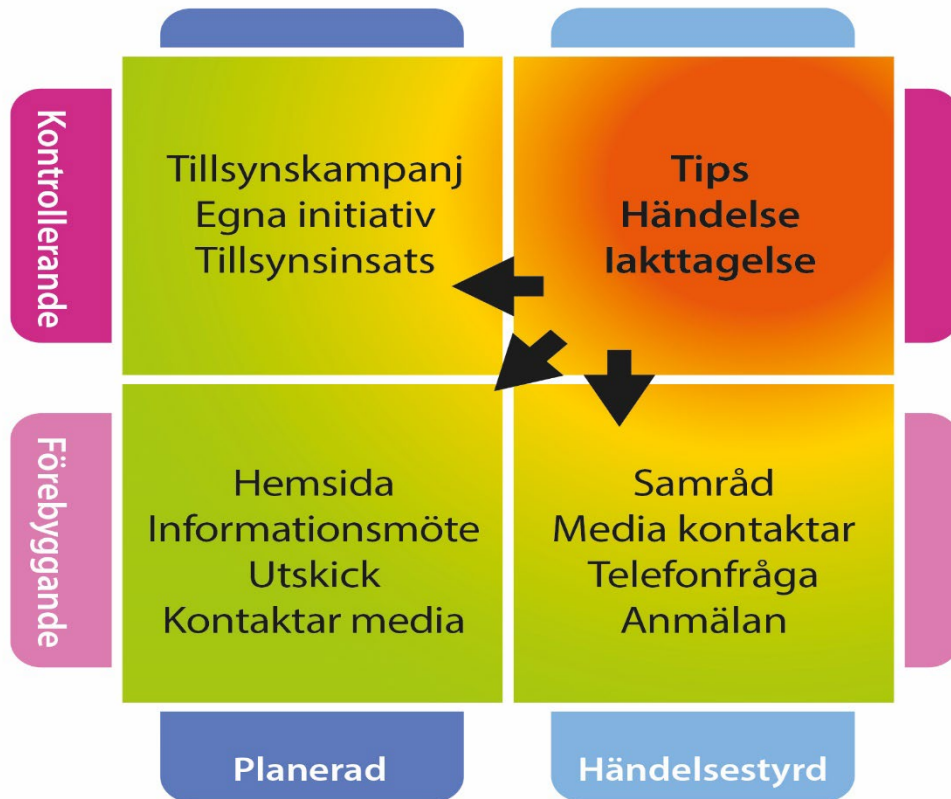 Kontrollerande
Tillsynskampanj
Egna initiativ
Tillsynsinsats
Tips
Händelse
Iakttagelse
Förebyggande
Hemsida
Informationsmöte
Utskick
Kontaktar media
Samråd
Media kontaktar
Telefonfråga
Anmälan
Planerad
Händelsestyrd